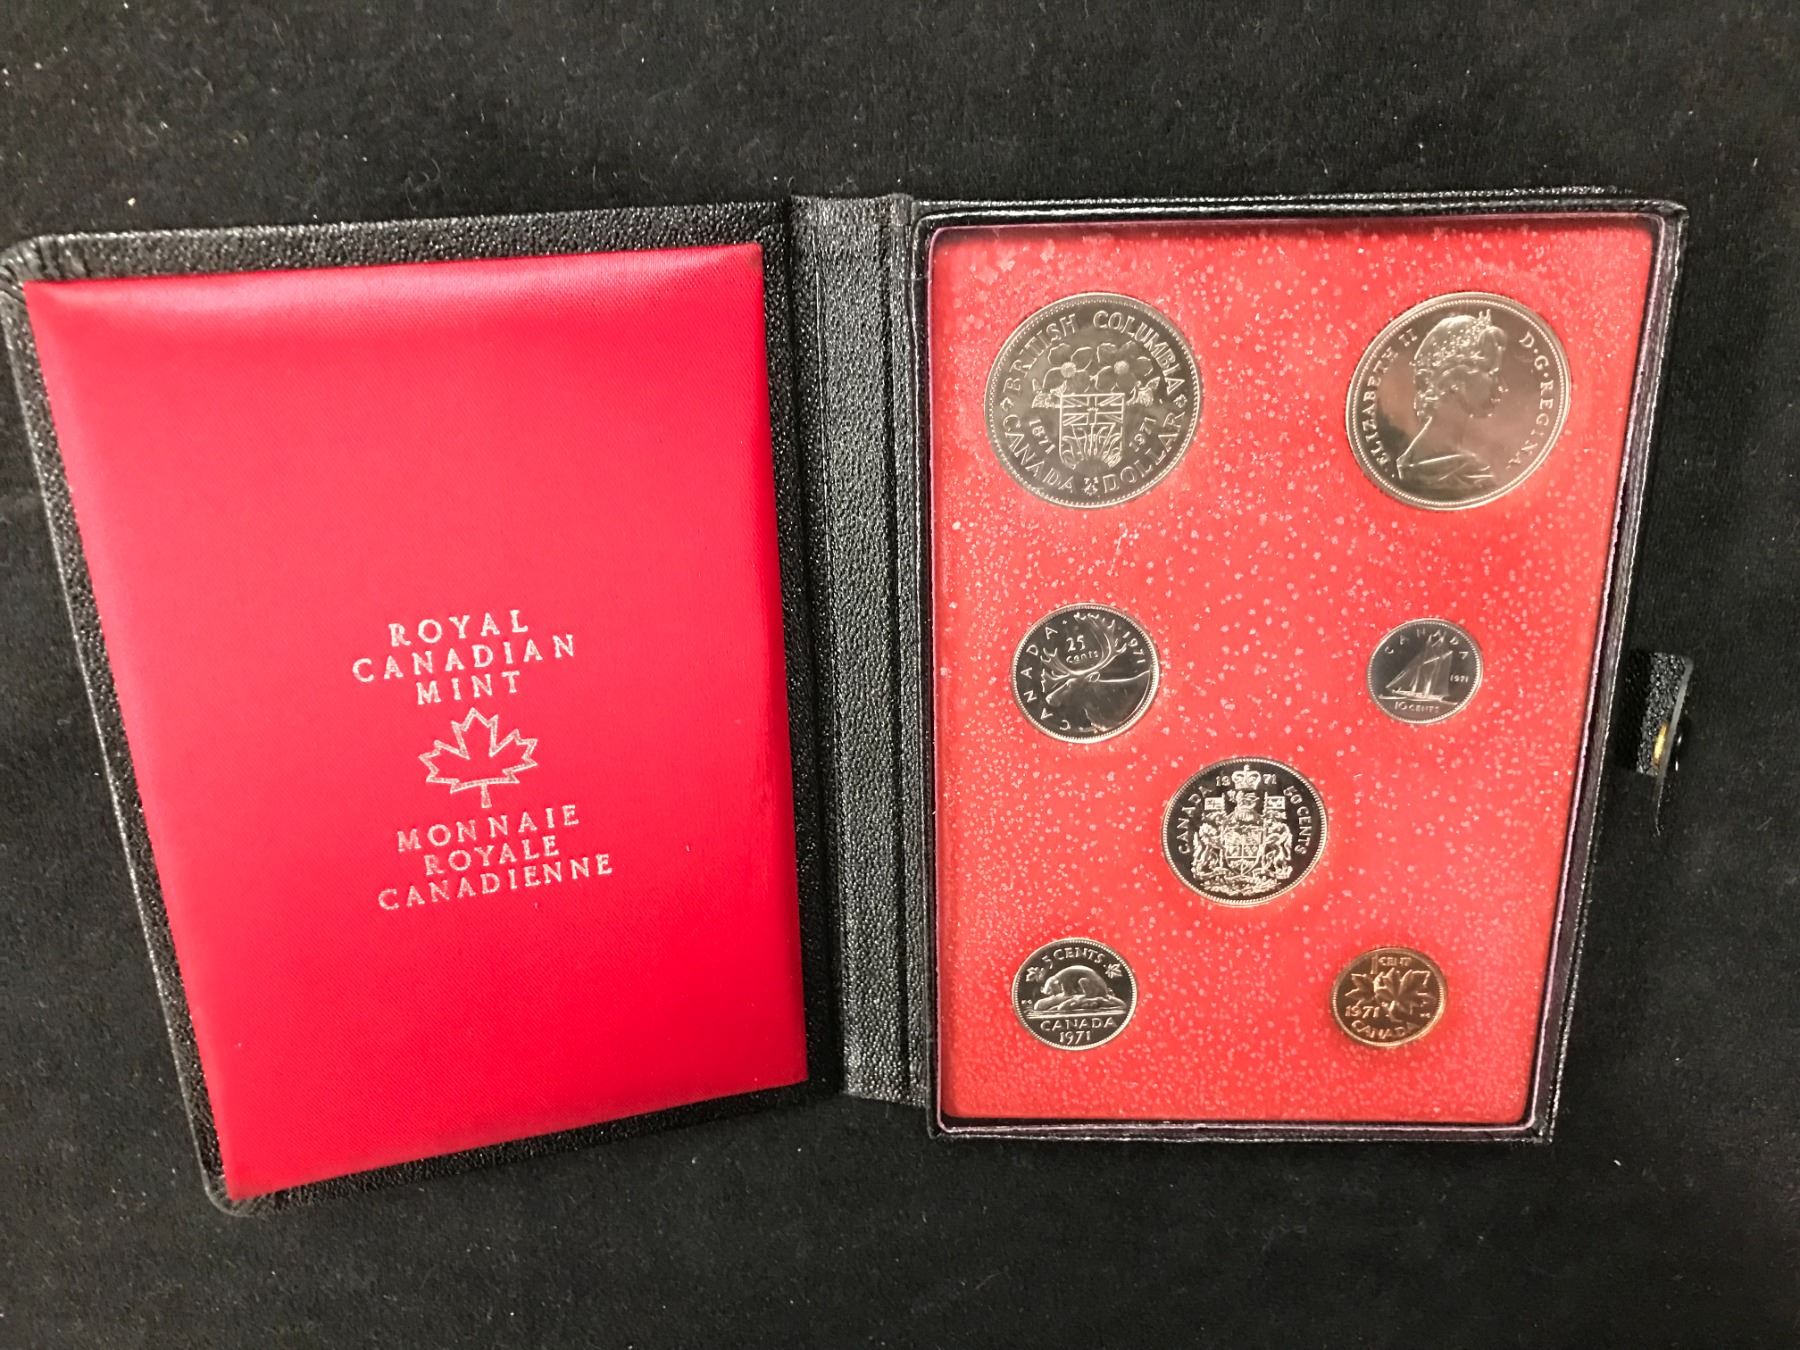 ROYAL
CANADIAN
MINT
MONNAIE
ROYALE
CANADIENNE
BRITISH COLUMBIA
1871 1971
CANADA DOLLAR
ELIZABETH II D·G·REGINA
CANADA 1971
25
CENTS
CANADA
1971
10 CENTS
1971
CANADA 50 CENTS
5 CENTS
CANADA
1971
1 CENT
1971
CANADA